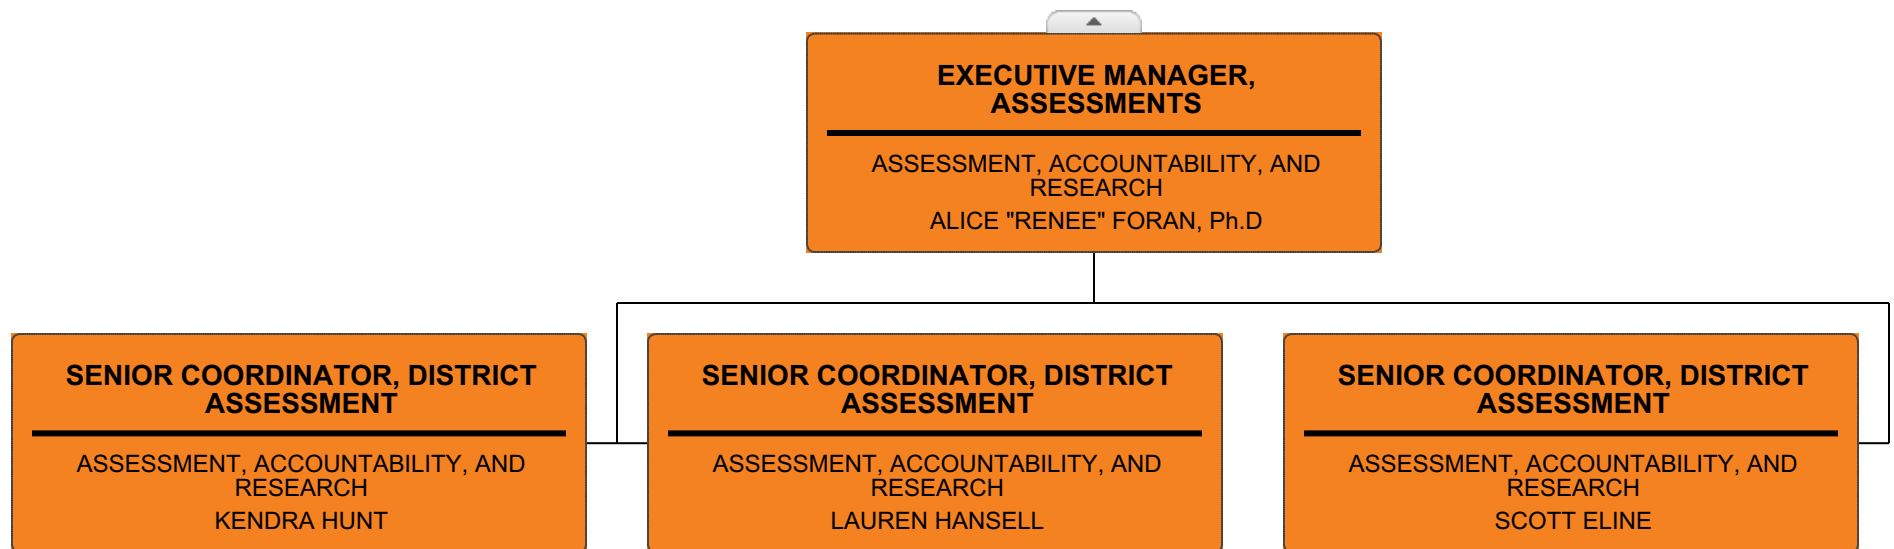 EXECUTIVE MANAGER,
ASSESSMENTS
ASSESSMENT, ACCOUNTABILITY, AND
RESEARCH
ALICE "RENEE" FORAN, Ph.D
SENIOR COORDINATOR, DISTRICT
ASSESSMENT
ASSESSMENT, ACCOUNTABILITY, AND
RESEARCH
KENDRA HUNT
SENIOR COORDINATOR, DISTRICT
ASSESSMENT
ASSESSMENT, ACCOUNTABILITY, AND
RESEARCH
LAUREN HANSELL
SENIOR COORDINATOR, DISTRICT
ASSESSMENT
ASSESSMENT, ACCOUNTABILITY, AND
RESEARCH
SCOTT ELINE